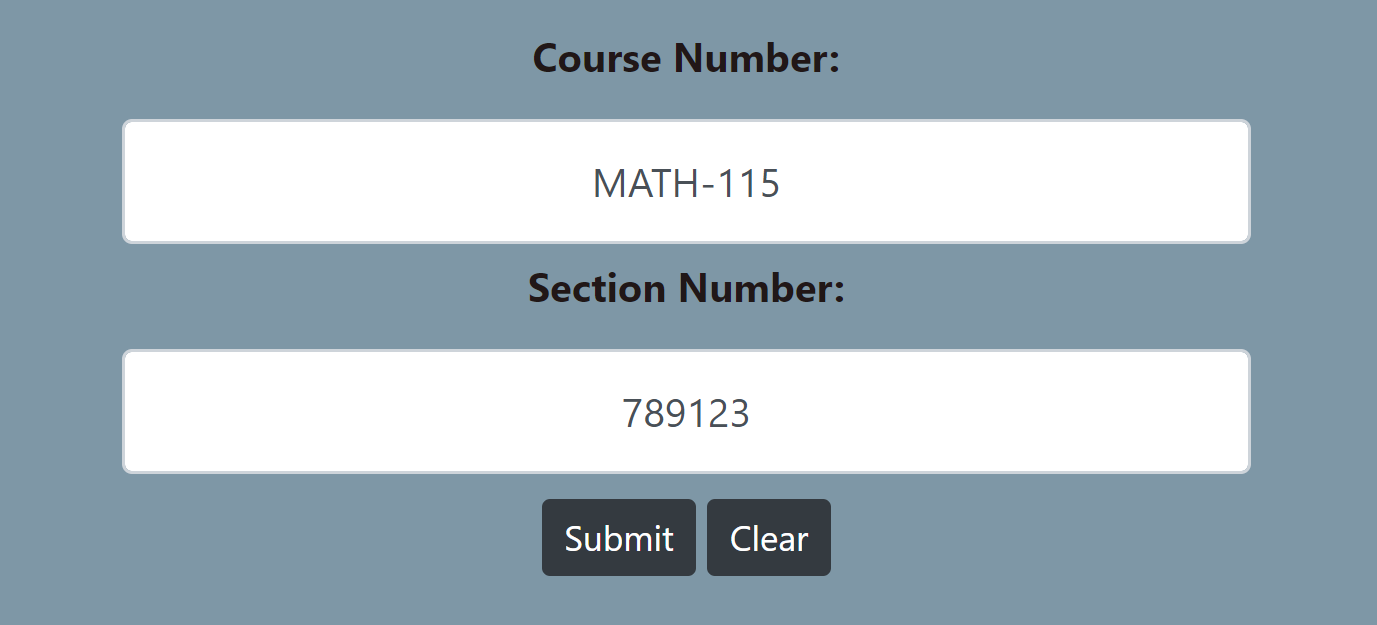 Course Number:
MATH-115
Section Number:
789123
Submit Clear